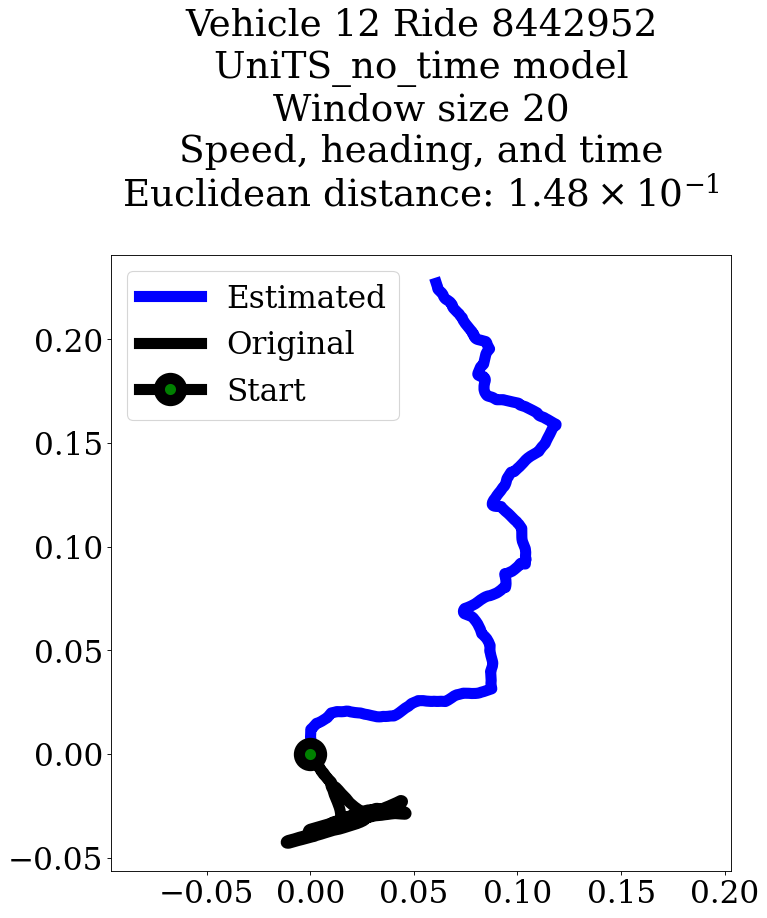 Vehicle 12 Ride 8442952
UniTS_no_time model
Window size 20
Speed, heading, and time
Euclidean distance: 1.48 × 10⁻¹
Estimated
Original
Start
0.20
0.15
0.10
0.05
0.00
−0.05
−0.05 0.00 0.05 0.10 0.15 0.20